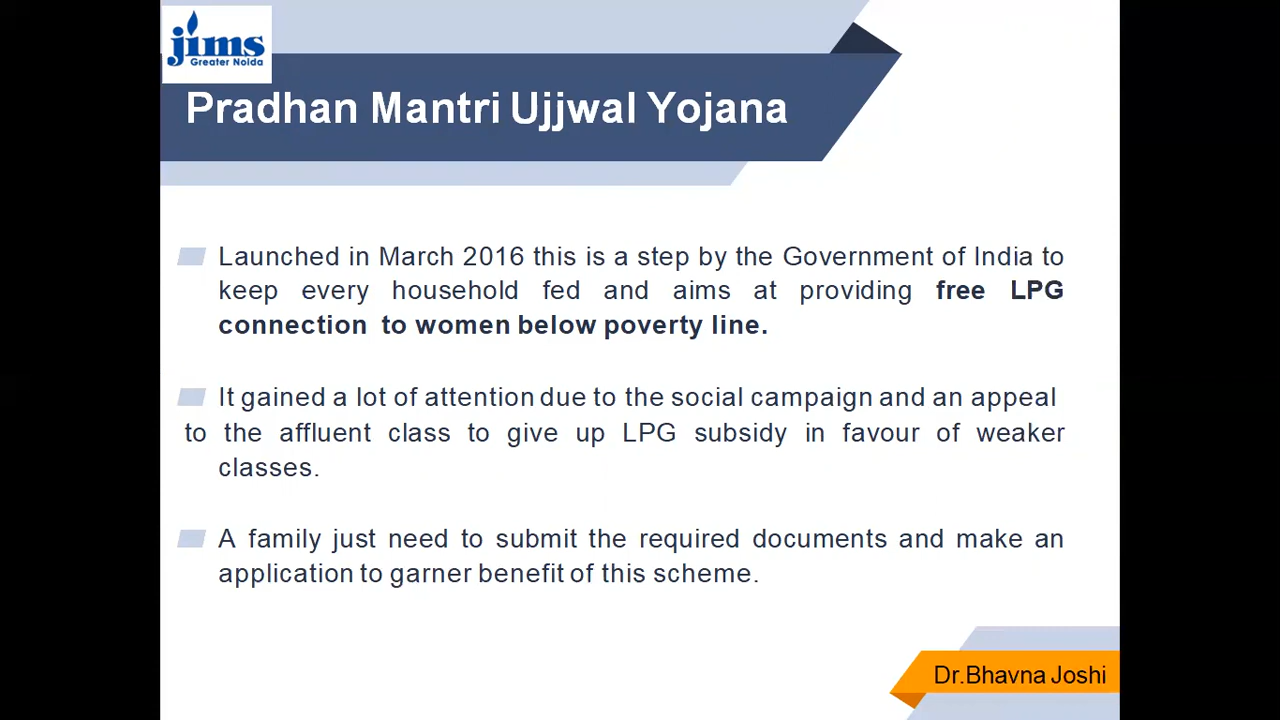 jims
Greater Noida
Pradhan Mantri Ujjwal Yojana
Launched in March 2016 this is a step by the Government of India to
keep every household fed and aims at providing free LPG
connection to women below poverty line.
It gained a lot of attention due to the social campaign and an appeal
to the affluent class to give up LPG subsidy in favour of weaker
classes.
A family just need to submit the required documents and make an
application to garner benefit of this scheme.
Dr.Bhavna Joshi